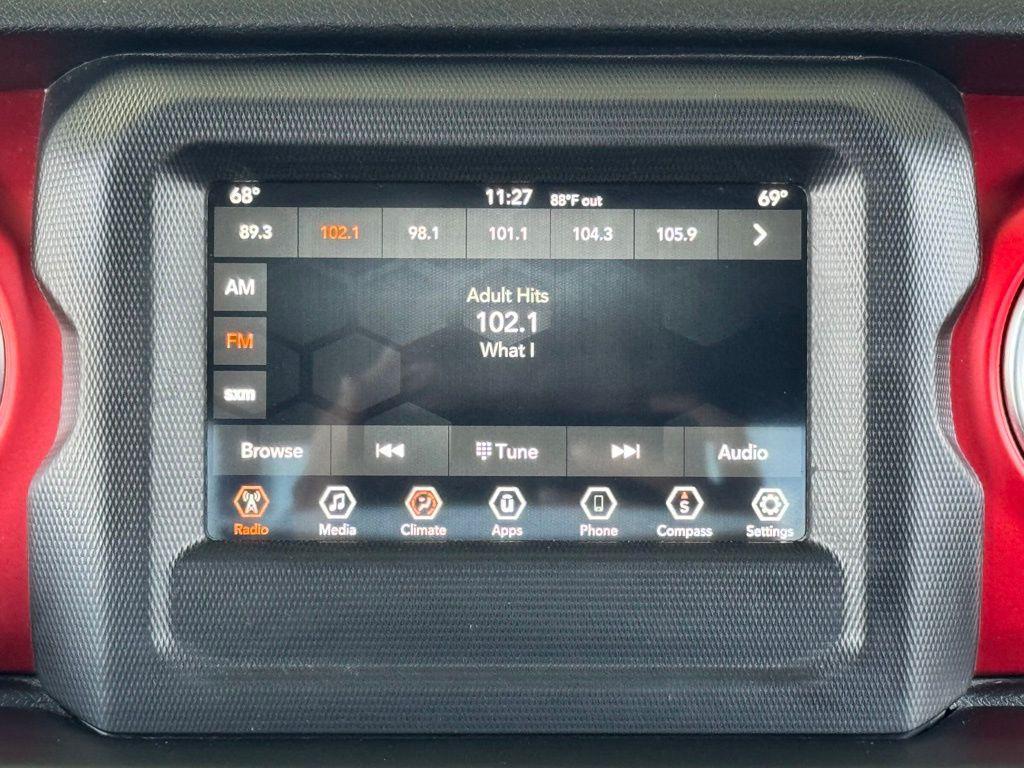 68° 11:27 88°F out 69°
89.3 102.1 98.1 101.1 104.3 105.9
AM
Adult Hits
102.1
FM
What I
sxm
Browse Tune Audio
u S
Radio Media Climate Apps Phone Compass Settings